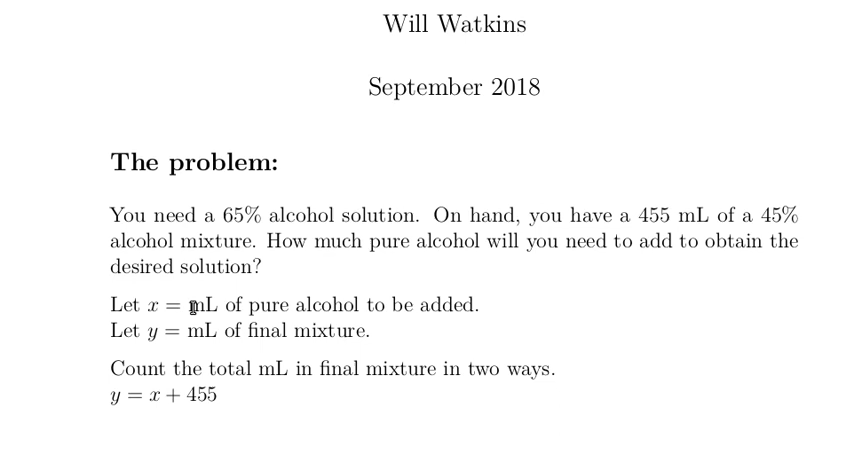 Will Watkins
September 2018
The problem:
You need a 65% alcohol solution. On hand, you have a 455 mL of a 45%
alcohol mixture. How much pure alcohol will you need to add to obtain the
desired solution?
Let x = mL of pure alcohol to be added.
Let y = mL of final mixture.
Count the total mL in final mixture in two ways.
y = x + 455